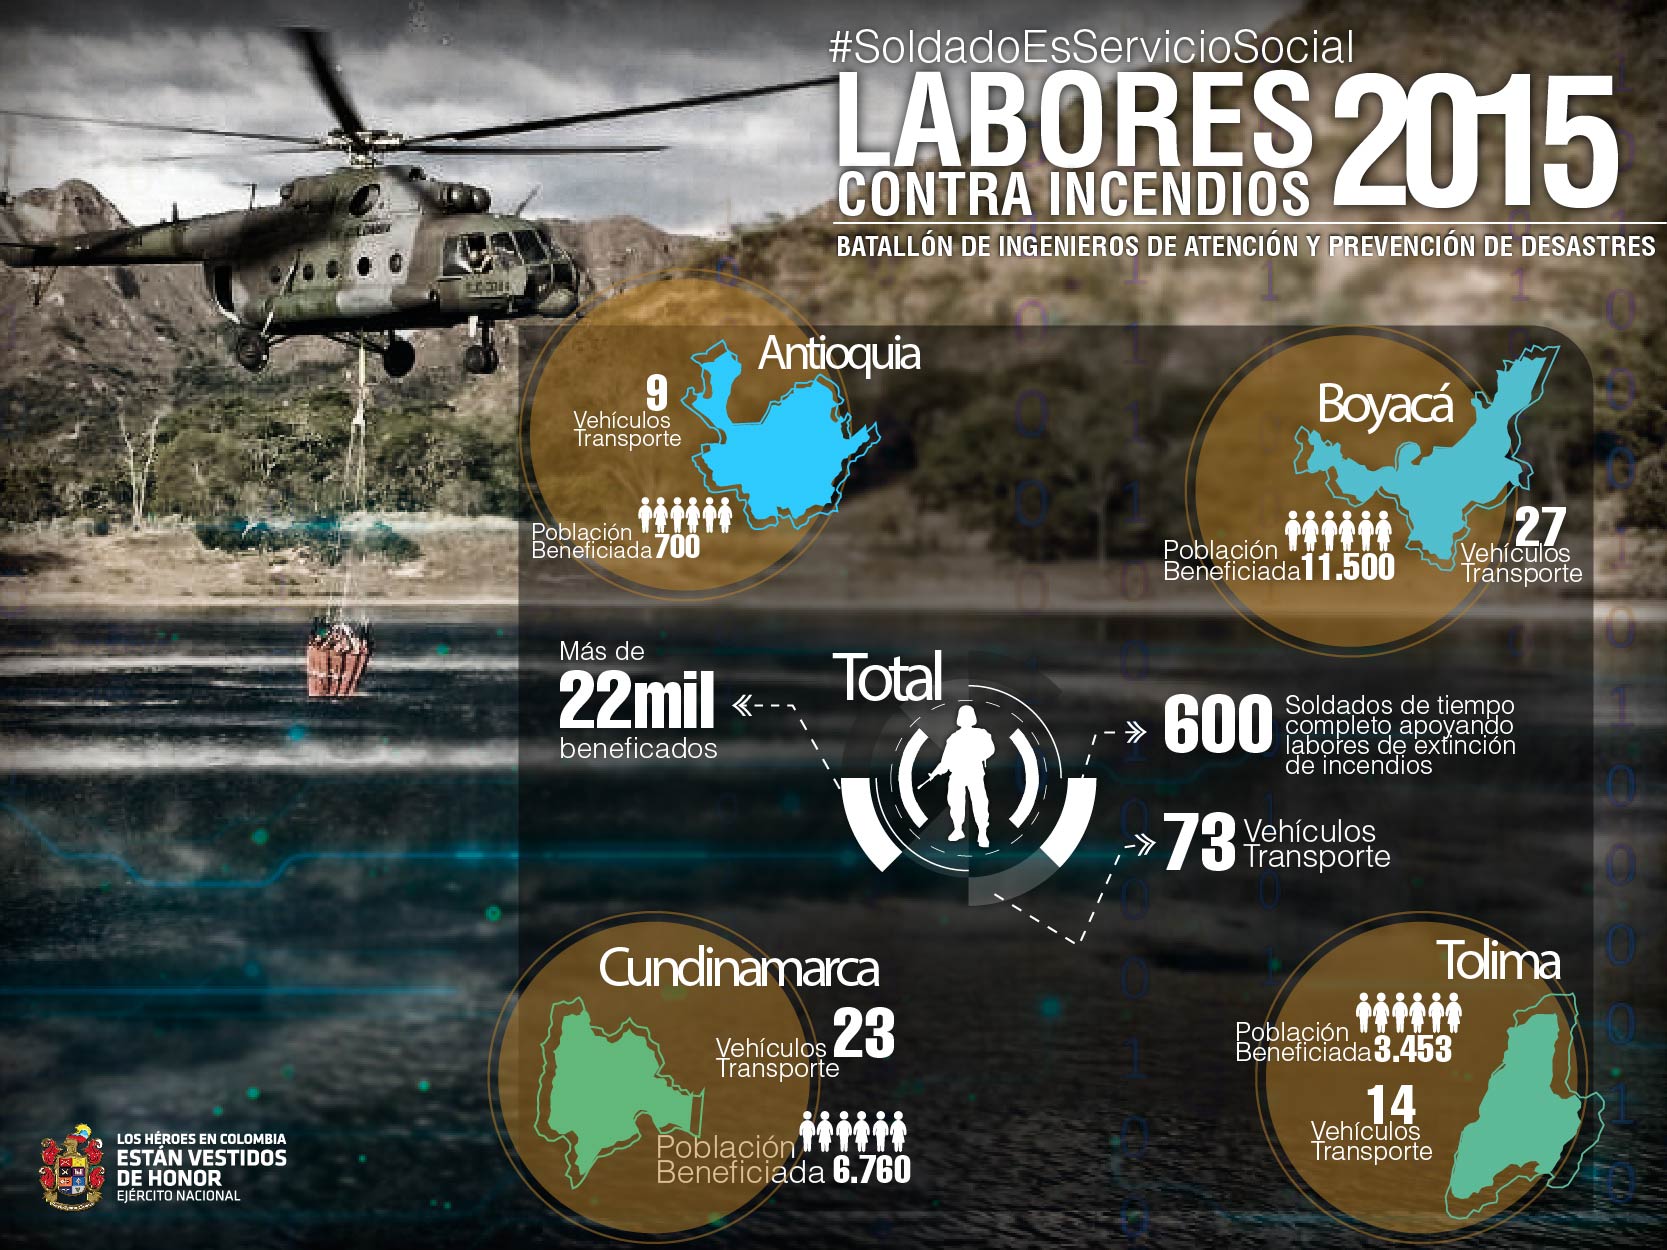 #SoldadoEsServicioSocial
LABORES
CONTRA INCENDIOS
2015
BATALLÓN DE INGENIEROS DE ATENCIÓN Y PREVENCIÓN DE DESASTRES
Antioquia
9
Vehículos
Transporte
Población
Beneficiada 700
Boyacá
Población
Beneficiada 11.500
27
Vehículos
Transporte
Más de
22mil
beneficados
Total
600
Soldados de tiempo
completo apoyando
labores de extinción
de incendios
73
Vehículos
Transporte
Cundinamarca
Vehículos
Transporte
23
Población
Beneficiada 6.760
Tolima
Población
Beneficiada 3.453
14
Vehículos
Transporte
LOS HÉROES EN COLOMBIA
ESTÁN VESTIDOS
DE HONOR
EJÉRCITO NACIONAL